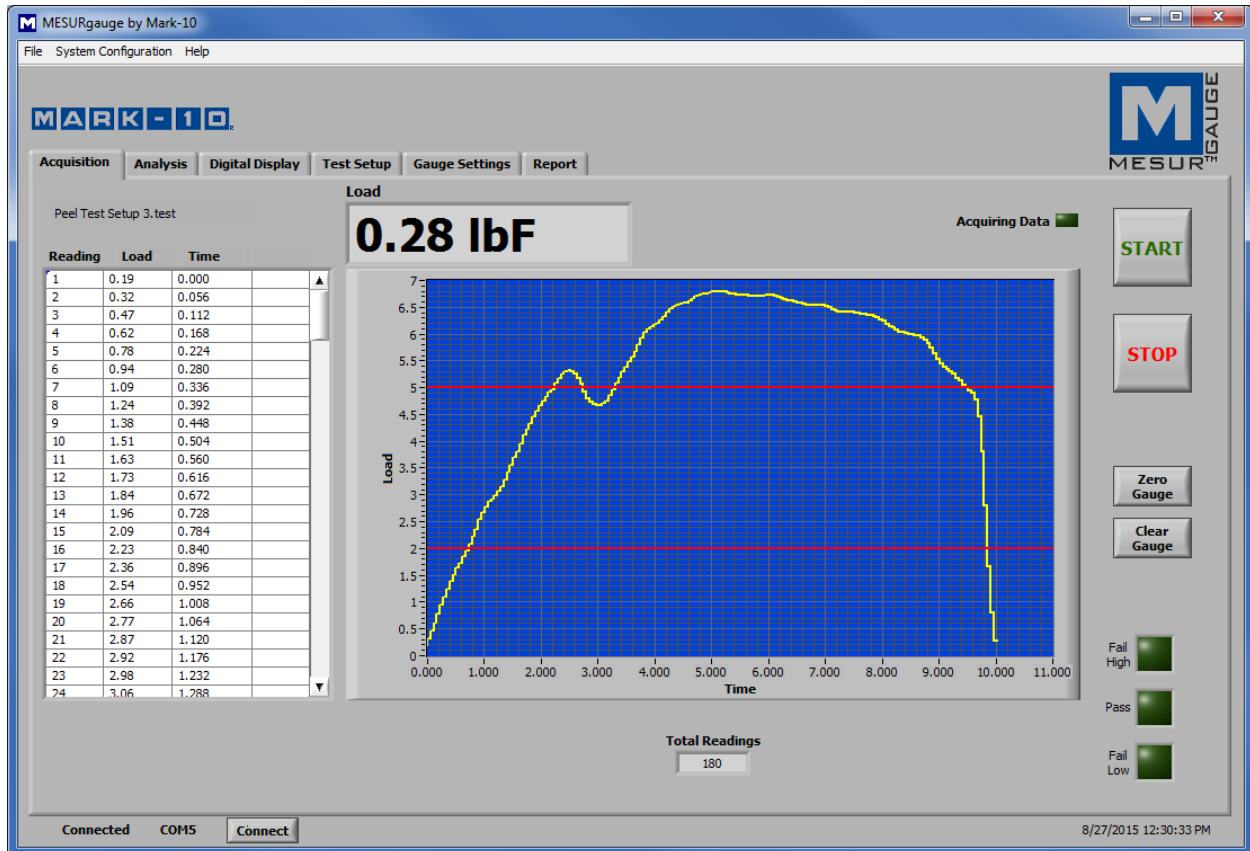 MESURgauge by Mark-10
File System Configuration Help
MARK-10
M
MESUR™
GAUGE
Acquisition Analysis Digital Display Test Setup Gauge Settings Report
Peel Test Setup 3.test
Load
0.28 lbF
Acquiring Data
START
STOP
Zero
Gauge
Clear
Gauge
Fail
High
Pass
Fail
Low
Reading Load Time
1 0.19 0.000
2 0.32 0.056
3 0.47 0.112
4 0.62 0.168
5 0.78 0.224
6 0.94 0.280
7 1.09 0.336
8 1.24 0.392
9 1.38 0.448
10 1.51 0.504
11 1.63 0.560
12 1.73 0.616
13 1.84 0.672
14 1.96 0.728
15 2.09 0.784
16 2.23 0.840
17 2.36 0.896
18 2.54 0.952
19 2.66 1.008
20 2.77 1.064
21 2.87 1.120
22 2.92 1.176
23 2.98 1.232
24 3.06 1.288
7
6.5
6
5.5
5
4.5
4
3.5
3
2.5
2
1.5
1
0.5
0
Load
0.000 1.000 2.000 3.000 4.000 5.000 6.000 7.000 8.000 9.000 10.000 11.000
Time
Total Readings
180
Connected COM5 Connect
8/27/2015 12:30:33 PM